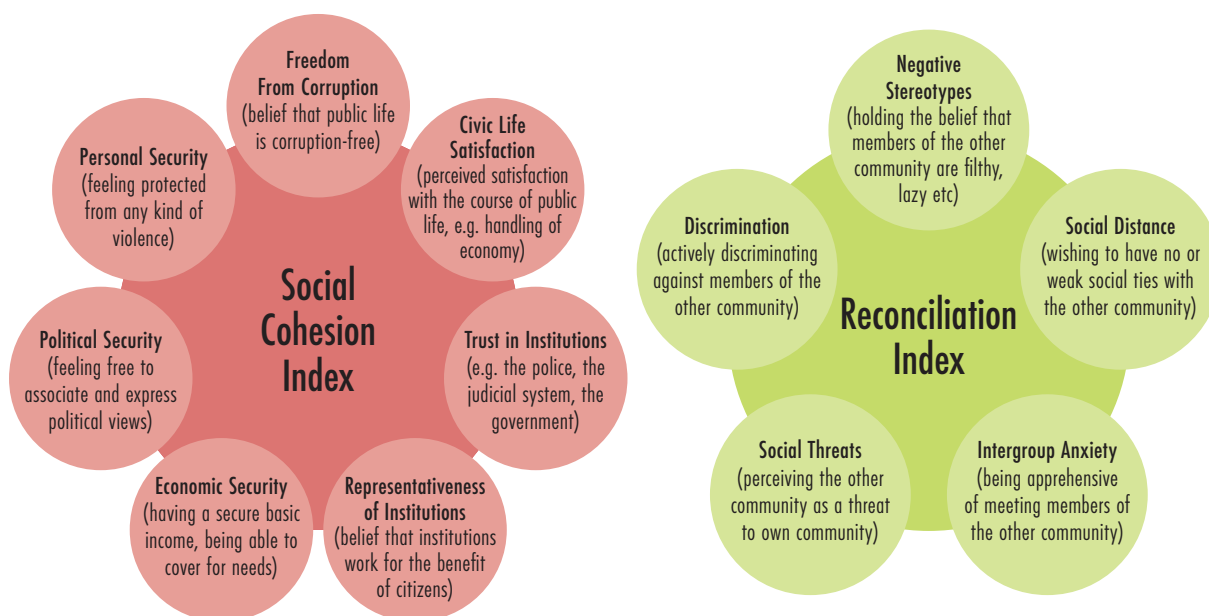 Freedom
From Corruption
(belief that public life
is corruption-free)
Civic Life
Satisfaction
(perceived satisfaction
with the course of public
life, e.g. handling of
economy)
Trust in Institutions
(e.g. the police, the
judicial system, the
government)
Representativeness
of Institutions
(belief that institutions
work for the benefit
of citizens)
Economic Security
(having a secure basic
income, being able to
cover for needs)
Political Security
(feeling free to
associate and express
political views)
Personal Security
(feeling protected
from any kind of
violence)
Social
Cohesion
Index
Negative
Stereotypes
(holding the belief that
members of the other
community are filthy,
lazy etc)
Social Distance
(wishing to have no or
weak social ties with
the other community)
Intergroup Anxiety
(being apprehensive
of meeting members of
the other community)
Social Threats
(perceiving the other
community as a threat
to own community)
Discrimination
(actively discriminating
against members of the
other community)
Reconciliation
Index